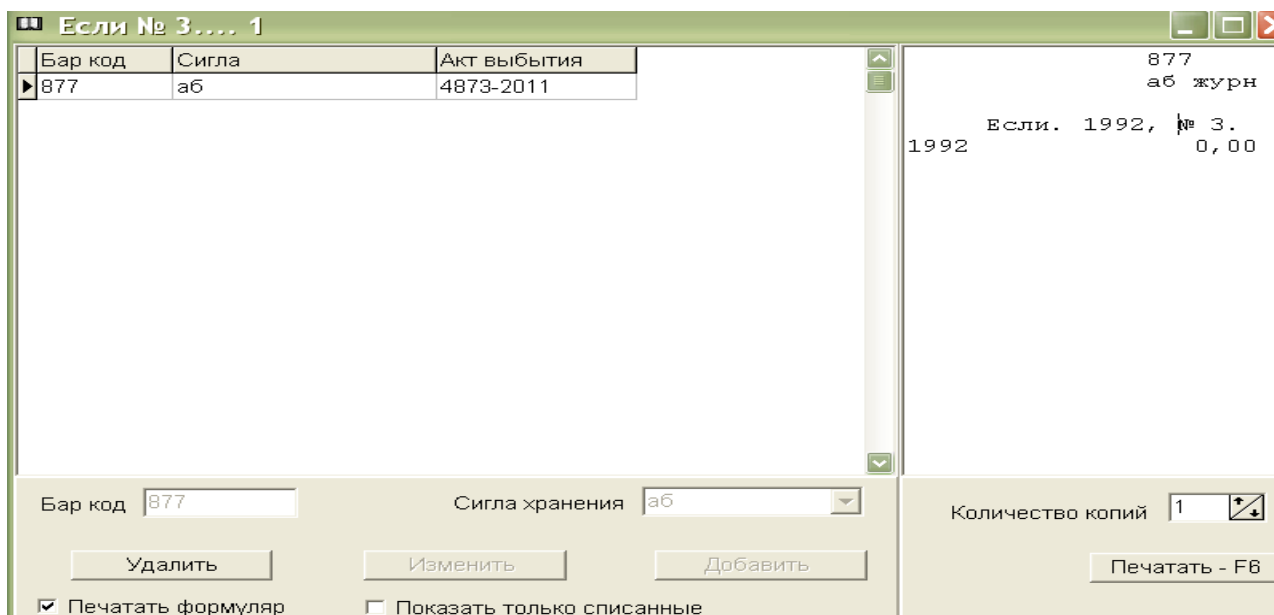 Если № 3.... 1
Бар код Сигла Акт выбытия
877 аб 4873-2011
877
аб журн
Если. 1992, № 3.
1992 0,00
Бар код 877 Сигла хранения аб
Количество копий 1
Удалить Изменить Добавить
Печатать - F6
Печатать формуляр Показать только списанные